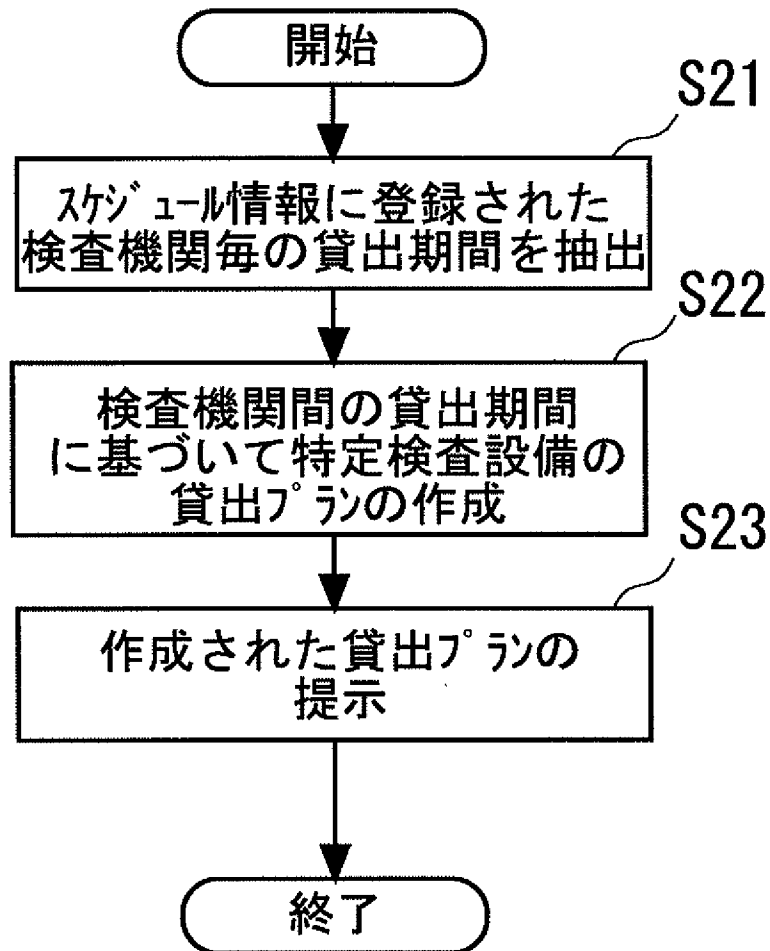 開始
S21
ｽｹｼﾞｭｰﾙ情報に登録された
検査機関毎の貸出期間を抽出
S22
検査機関間の貸出期間
に基づいて特定検査設備の
貸出ﾌﾟﾗﾝの作成
S23
作成された貸出ﾌﾟﾗﾝの
提示
終了